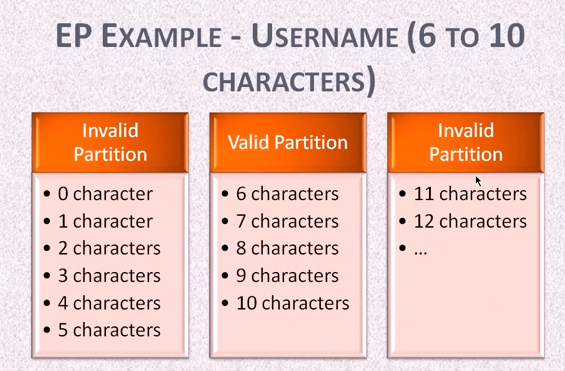 EP EXAMPLE - USERNAME (6 TO 10
CHARACTERS)
Invalid
Partition
• 0 character
• 1 character
• 2 characters
• 3 characters
• 4 characters
• 5 characters
Valid Partition
• 6 characters
• 7 characters
• 8 characters
• 9 characters
• 10 characters
Invalid
Partition
• 11 characters
• 12 characters
• ...